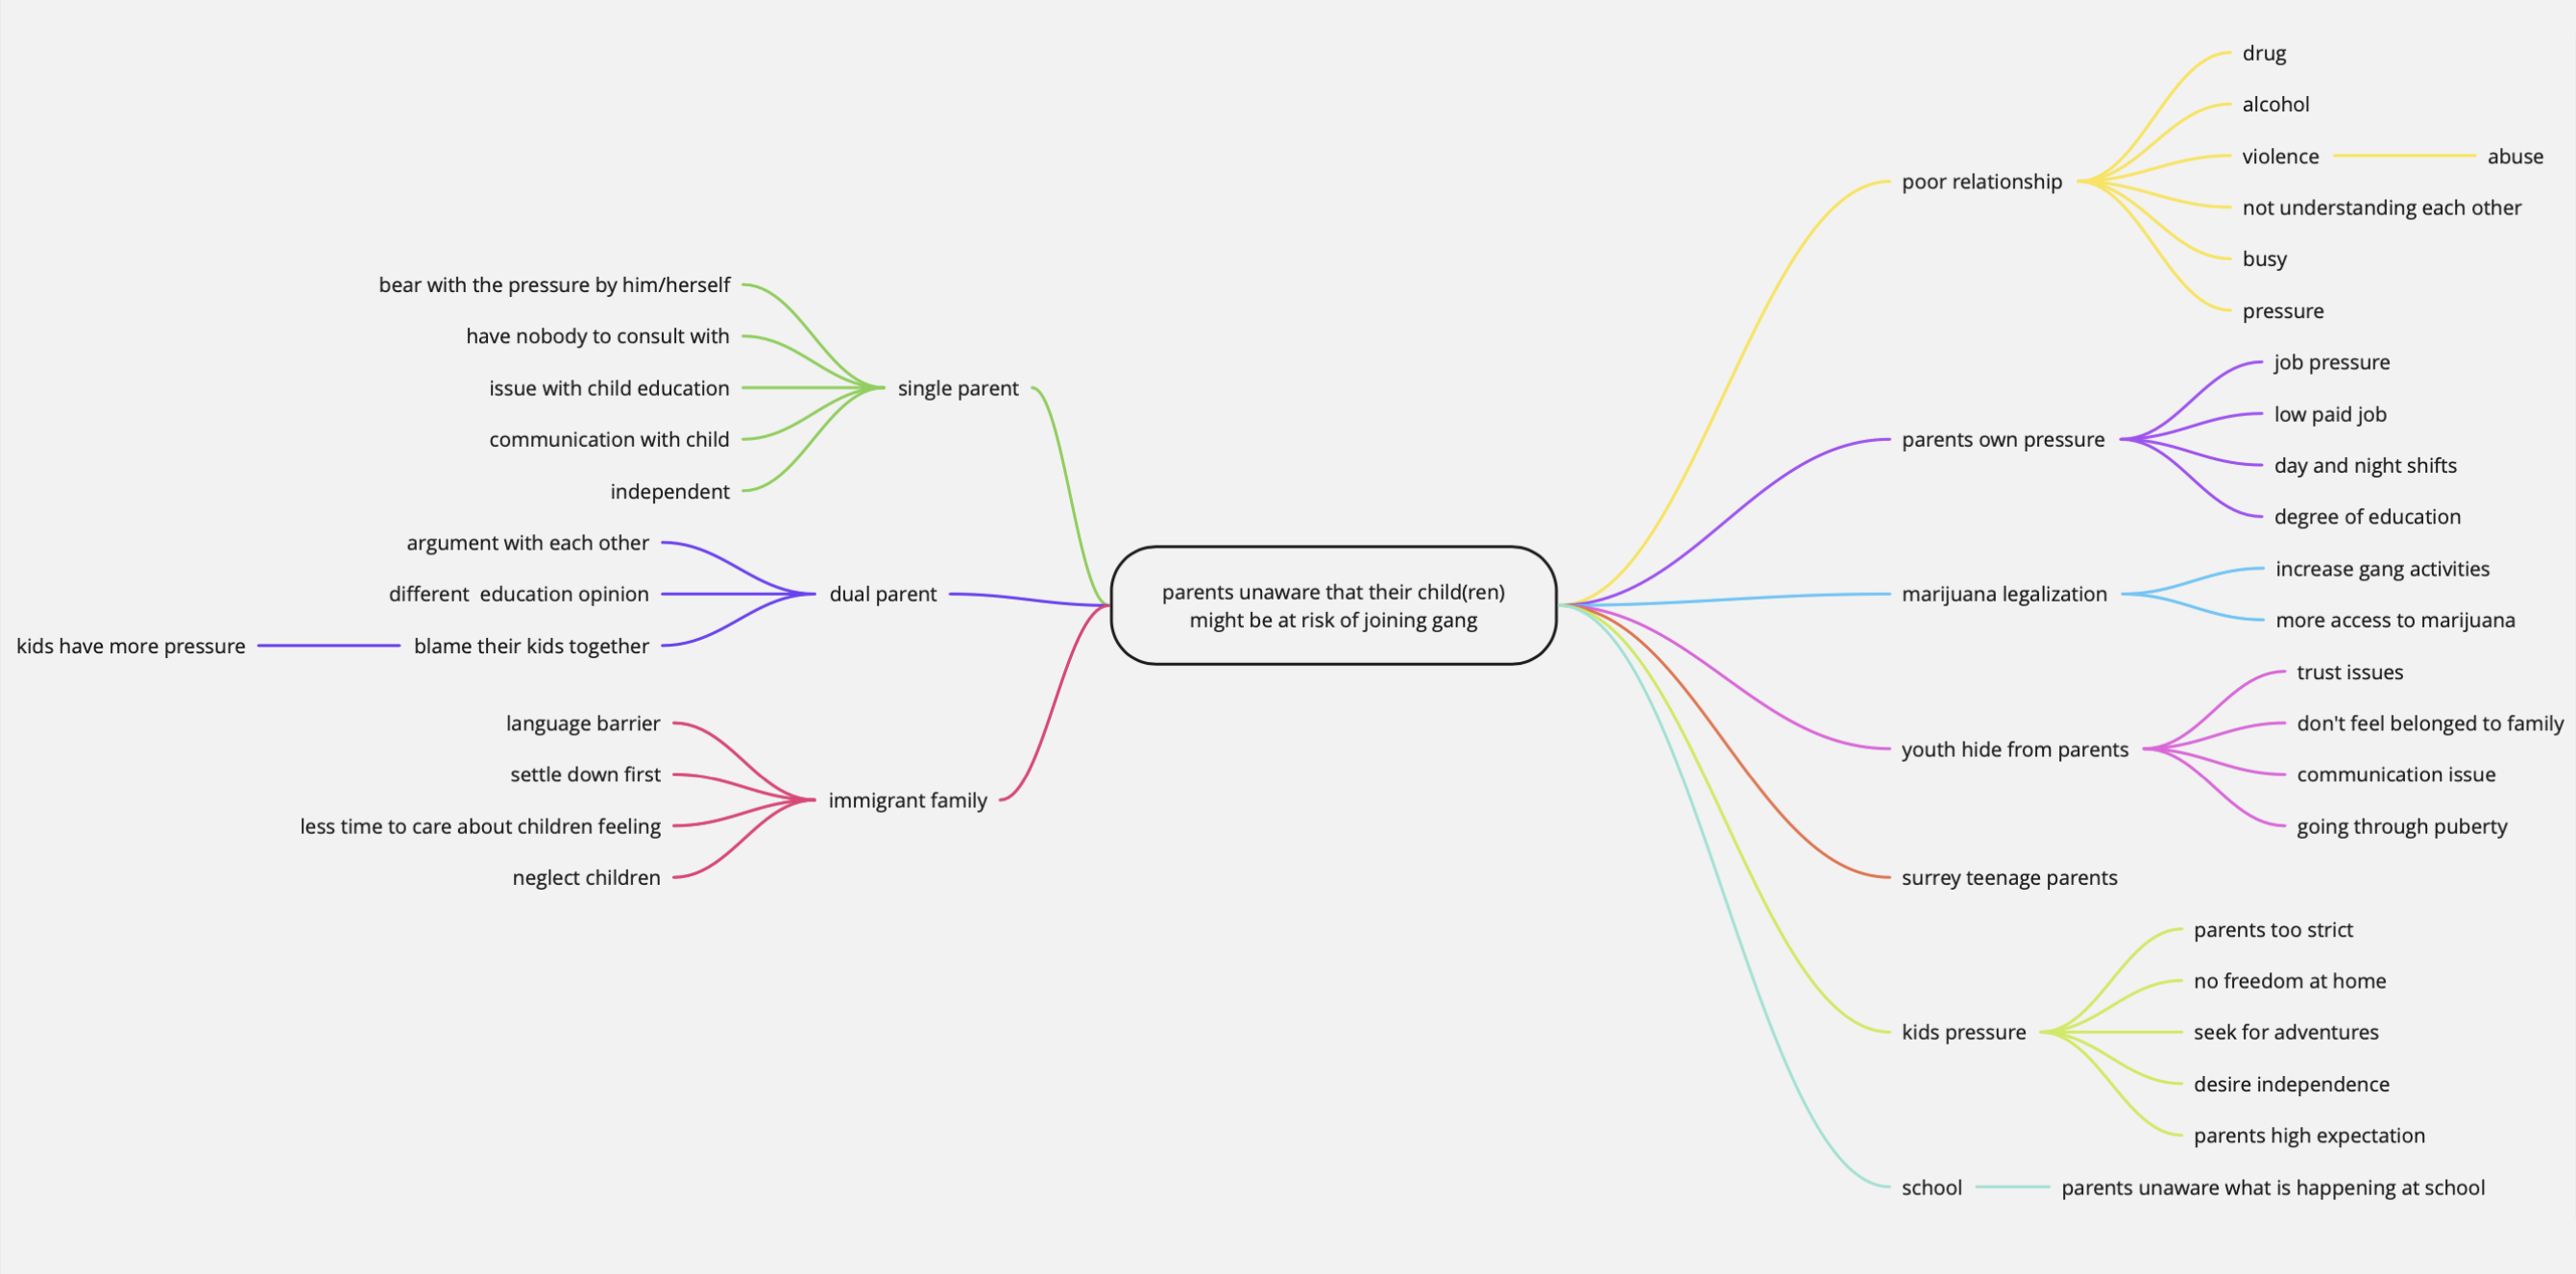 parents unaware that their child(ren)
might be at risk of joining gang
single parent
bear with the pressure by him/herself
have nobody to consult with
issue with child education
communication with child
independent
dual parent
argument with each other
different  education opinion
blame their kids together
kids have more pressure
immigrant family
language barrier
settle down first
less time to care about children feeling
neglect children
poor relationship
drug
alcohol
violence
abuse
not understanding each other
busy
pressure
parents own pressure
job pressure
low paid job
day and night shifts
degree of education
marijuana legalization
increase gang activities
more access to marijuana
youth hide from parents
trust issues
don't feel belonged to family
communication issue
going through puberty
surrey teenage parents
kids pressure
parents too strict
no freedom at home
seek for adventures
desire independence
parents high expectation
school
parents unaware what is happening at school